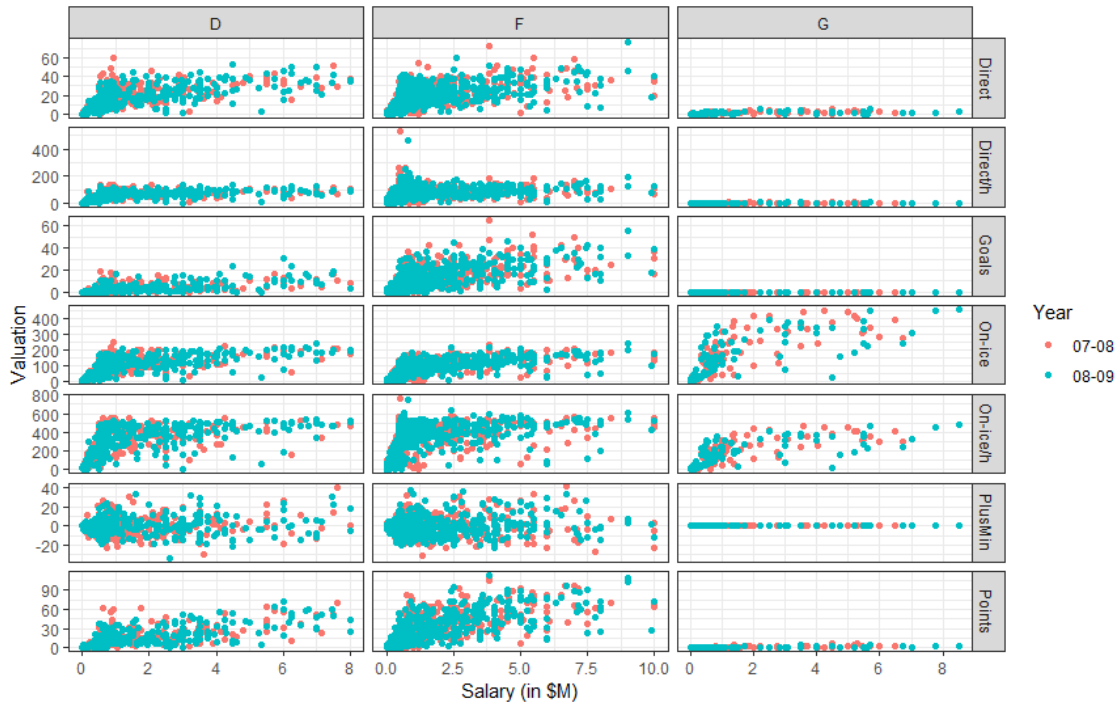 D F G
60
40
20
0
Direct
400
200
0
Direct/h
60
40
20
0
Goals
400
300
200
100
0
On-ice
800
600
400
200
0
On-ice/h
40
20
0
-20
PlusMin
90
60
30
0
Points
Valuation
0 2 4 6 8 0.0 2.5 5.0 7.5 10.0 0 2 4 6 8
Salary (in $M)
Year
07-08
08-09